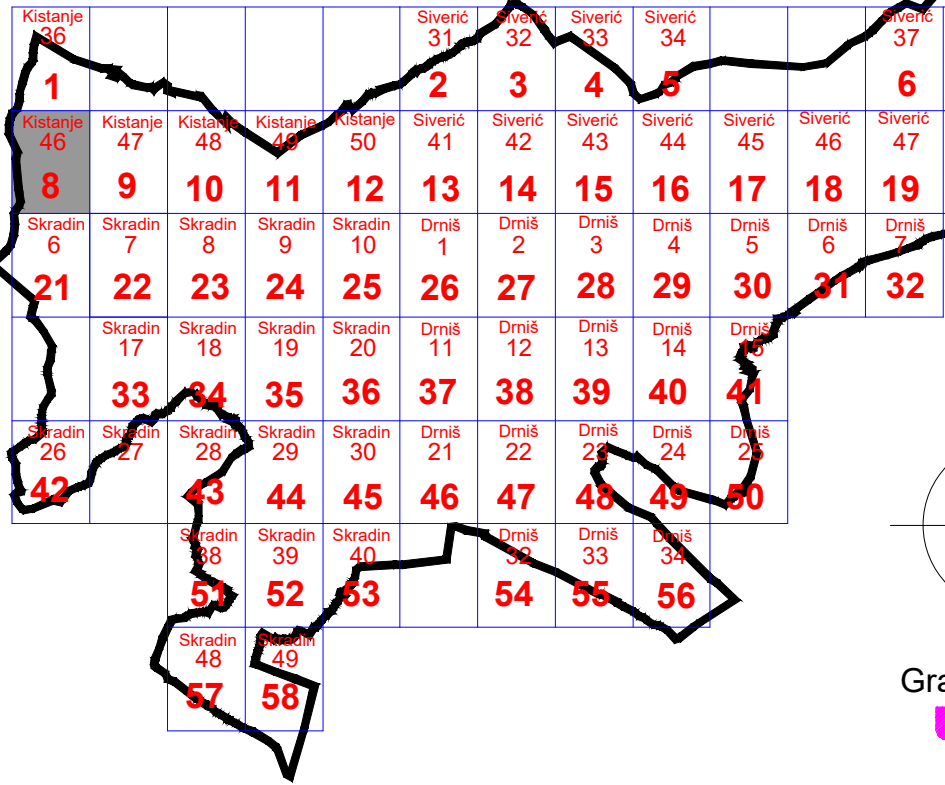 Kistanje Siverić Siverić Siverić Siverić Siverić
36 31 32 33 34 37
1 2 3 4 5 6
Kistanje Kistanje Kistanje Kistanje Kistanje Siverić Siverić Siverić Siverić Siverić Siverić Siverić
46 47 48 49 50 41 42 43 44 45 46 47
8 9 10 11 12 13 14 15 16 17 18 19
Skradin Skradin Skradin Skradin Skradin Drniš Drniš Drniš Drniš Drniš Drniš Drniš
6 7 8 9 10 1 2 3 4 5 6 7
21 22 23 24 25 26 27 28 29 30 31 32
Skradin Skradin Skradin Skradin Drniš Drniš Drniš Drniš Drniš
17 18 19 20 11 12 13 14 15
33 34 35 36 37 38 39 40 41
Skradin Skradin Skradin Skradin Skradin Drniš Drniš Drniš Drniš Drniš
26 27 28 29 30 21 22 23 24 25
42 43 44 45 46 47 48 49 50
Skradin Skradin Skradin Drniš Drniš Drniš
38 39 40 32 33 34
51 52 53 54 55 56
Skradin Skradin
48 49
57 58
Gra